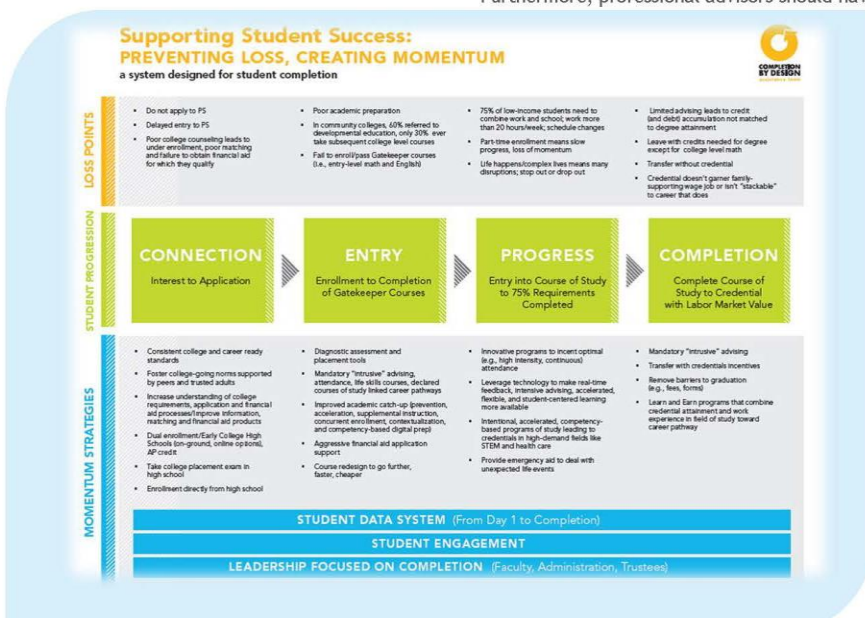 Furthermore, professional advisors should hav
Supporting Student Success:
PREVENTING LOSS, CREATING MOMENTUM
a system designed for student completion
COMPLETION
BY DESIGN
LOSS POINTS
• Do not apply to PS
• Delayed entry to PS
• Poor college counseling leads to
under enrollment, poor matching
and failure to obtain financial aid
for which they qualify
• Poor academic preparation
• In community colleges, 60% referred to
developmental education, only 30% ever
take subsequent college level courses
• Fail to enroll/pass Gatekeeper courses
(i.e., entry-level math and English)
• 75% of low-income students need to
combine work and school; work more
than 20 hours/week; schedule changes
• Part-time enrollment means slow
progress, loss of momentum
• Life happens/complex lives means many
disruptions; stop out or drop out
• Limited advising leads to credit
(and debt) accumulation not matched
to degree attainment
• Leave with credits needed for degree
except for college level math
• Transfer without credential
• Credential doesn't garner family-
supporting wage job or isn't "stackable"
to career that does
STUDENT PROGRESSION
CONNECTION
Interest to Application
ENTRY
Enrollment to Completion
of Gatekeeper Courses
PROGRESS
Entry into Course of Study
to 75% Requirements
Completed
COMPLETION
Complete Course of
Study to Credential
with Labor Market Value
MOMENTUM STRATEGIES
• Consistent college and career ready
standards
• Foster college-going norms supported
by peers and trusted adults
• Increase understanding of college
requirements, application and financial
aid processes/improve information,
matching and financial aid products
• Dual enrollment/Early College High
Schools (on-ground, online options),
AP credit
• Take college placement exam in
high school
• Enrollment directly from high school
• Diagnostic assessment and
placement tools
• Mandatory "intrusive" advising,
attendance, life skills courses, declared
courses of study linked career pathways
• Improved academic catch-up (prevention,
acceleration, supplemental instruction,
concurrent enrollment, contextualization,
and competency-based digital prep)
• Aggressive financial aid application
support
• Course redesign to go further,
faster, cheaper
• Innovative programs to incent optimal
(e.g., high intensity, continuous)
attendance
• Leverage technology to make real-time
feedback, intensive advising, accelerated,
flexible, and student-centered learning
more available
• Intentional, accelerated, competency-
based programs of study leading to
credentials in high-demand fields like
STEM and health care
• Provide emergency aid to deal with
unexpected life events
• Mandatory "intrusive" advising
• Transfer with credentials incentives
• Remove barriers to graduation
(e.g., fees, forms)
• Learn and Earn programs that combine
credential attainment and work
experience in field of study toward
career pathway
STUDENT DATA SYSTEM (From Day 1 to Completion)
STUDENT ENGAGEMENT
LEADERSHIP FOCUSED ON COMPLETION (Faculty, Administration, Trustees)